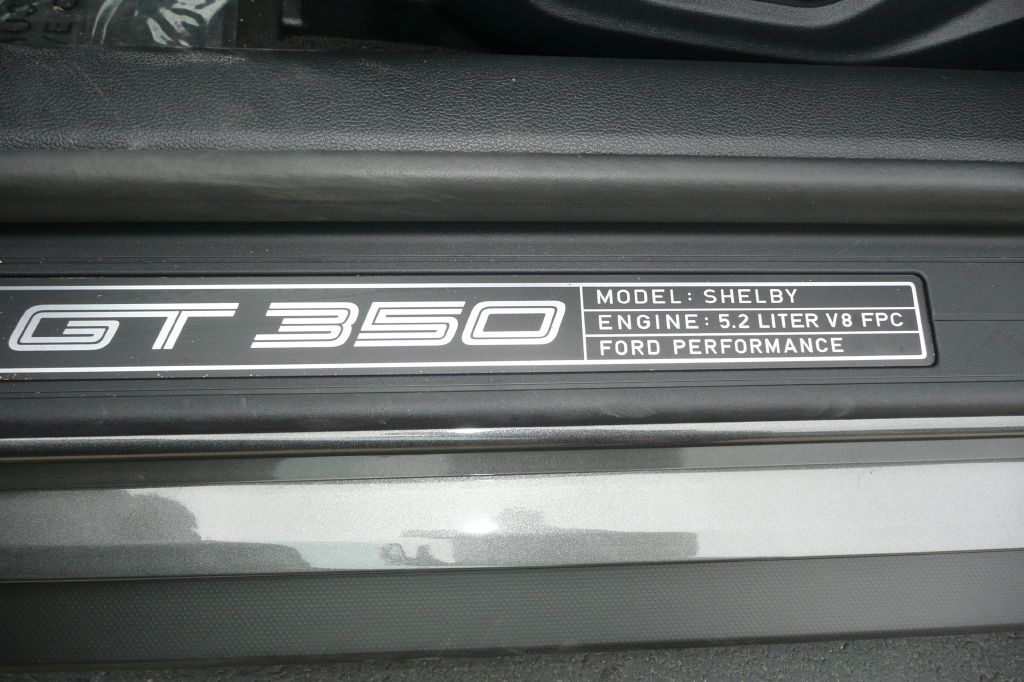 GT 350
MODEL: SHELBY
ENGINE: 5.2 LITER V8 FPC
FORD PERFORMANCE